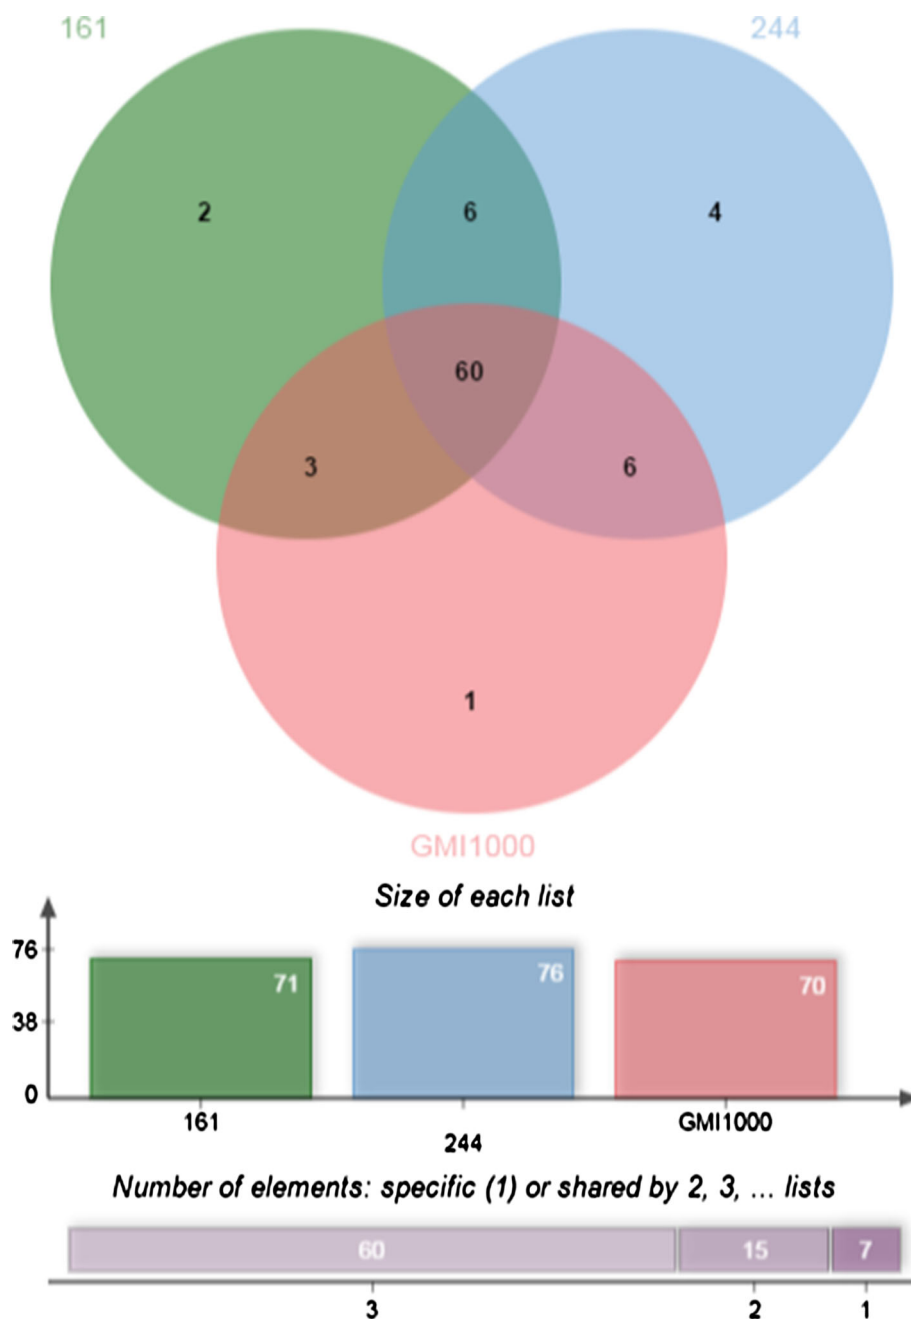 161 244
2 6 4
60
3 6
1
GMI1000
Size of each list
76
38
0
71 76 70
161 244 GMI1000
Number of elements: specific (1) or shared by 2, 3, ... lists
60 15 7
3 2 1